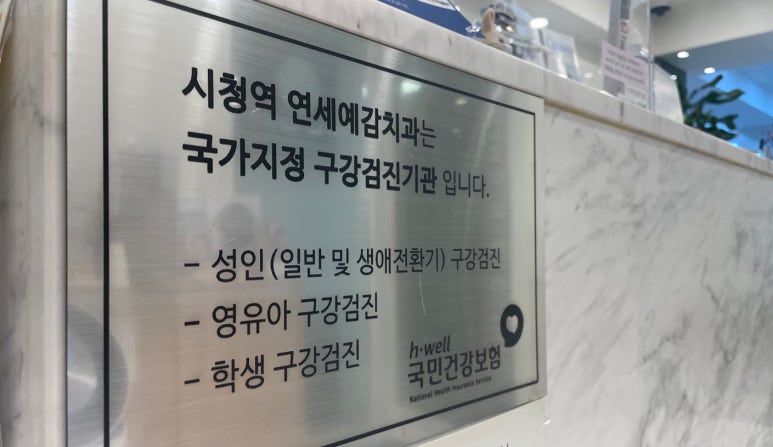 시청역 연세예감치과는
국가지정 구강검진기관 입니다.
- 성인(일반 및 생애전환기) 구강검진
- 영유아 구강검진
- 학생 구강검진
h·well
국민건강보험
National Health Insurance Service